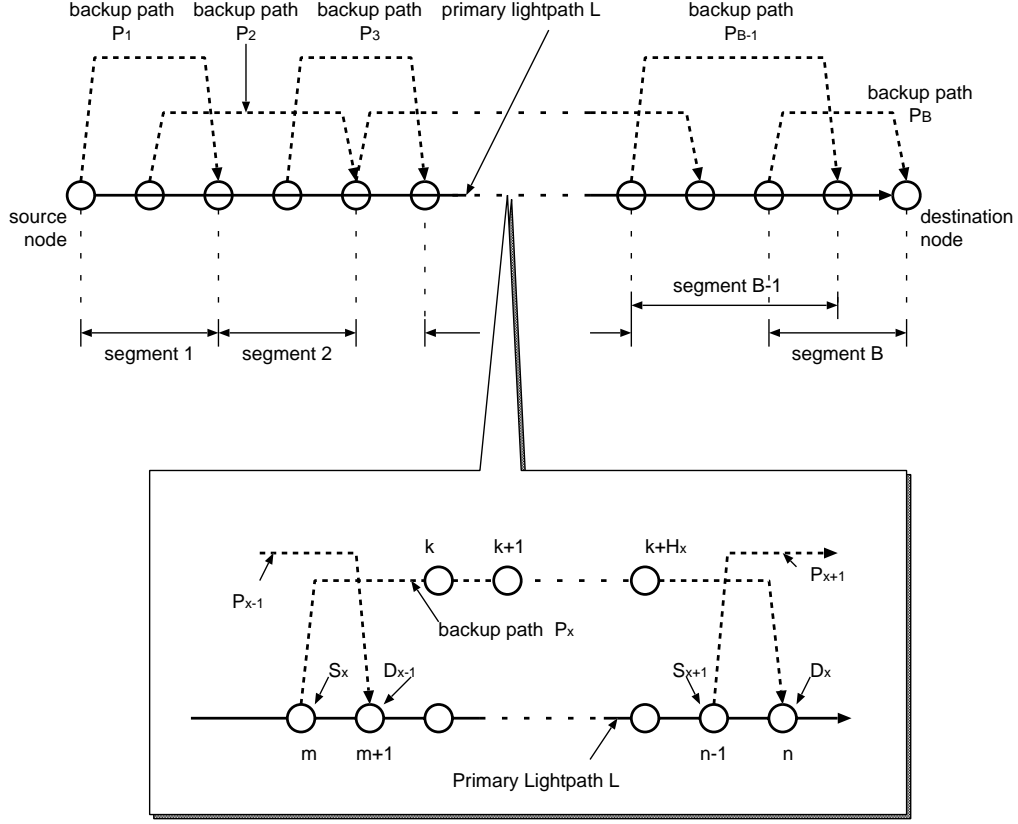 backup path
P1
backup path
P2
backup path
P3
primary lightpath L
backup path
PB-1
backup path
PB
source
node
destination
node
segment B-1
segment 1
segment 2
segment B
k
k+1
k+Hx
Px-1
Px+1
backup path Px
Sx
Dx-1
Sx+1
Dx
m
m+1
n-1
n
Primary Lightpath L